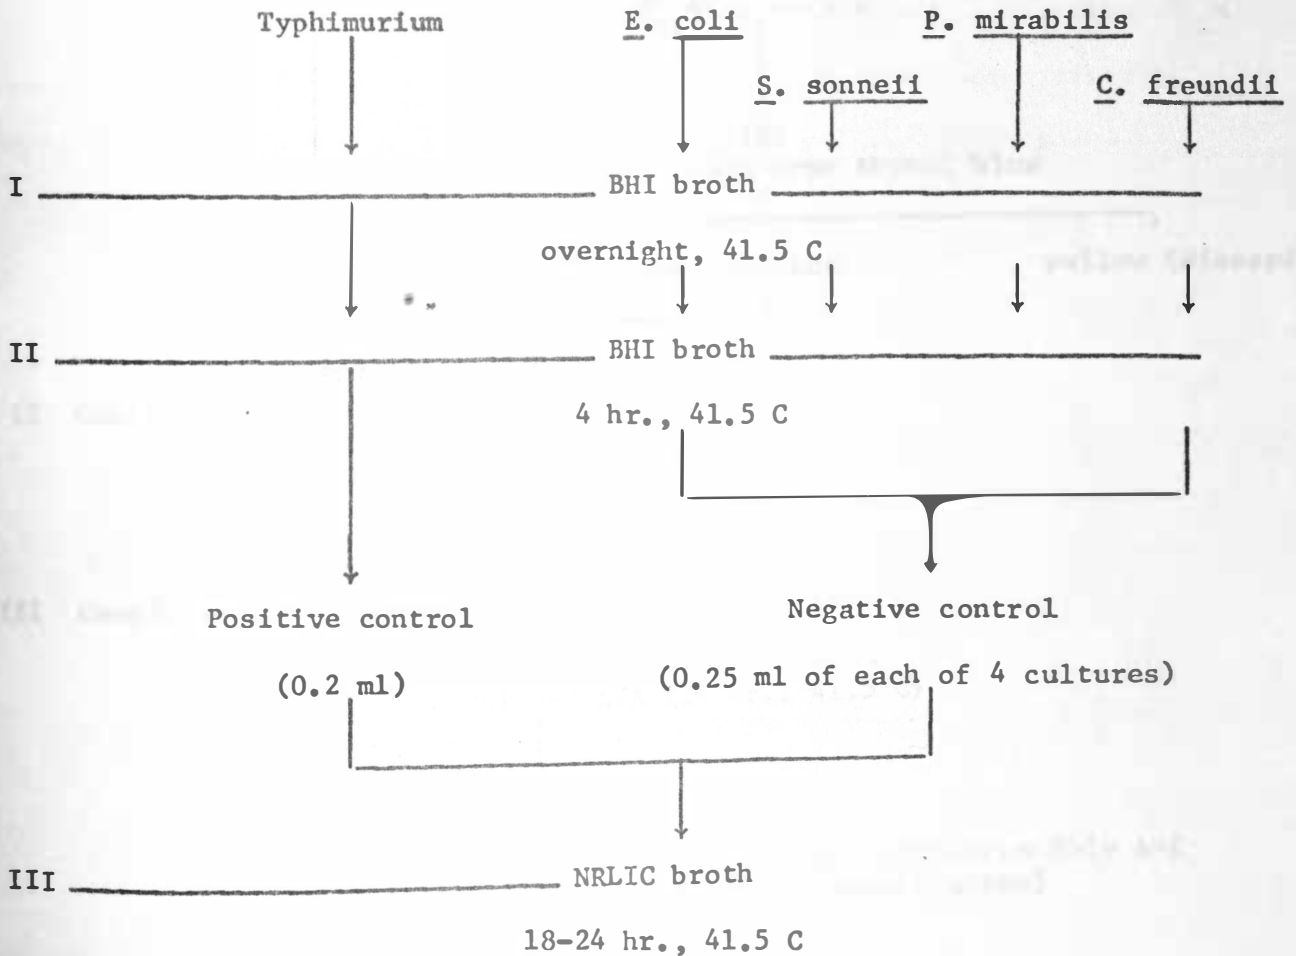 Typhimurium E. coli P. mirabilis
S. sonneii C. freundii
I BHI broth
overnight, 41.5 C
II BHI broth
4 hr., 41.5 C
Positive control Negative control
(0.2 ml) (0.25 ml of each of 4 cultures)
III NRLIC broth
18-24 hr., 41.5 C